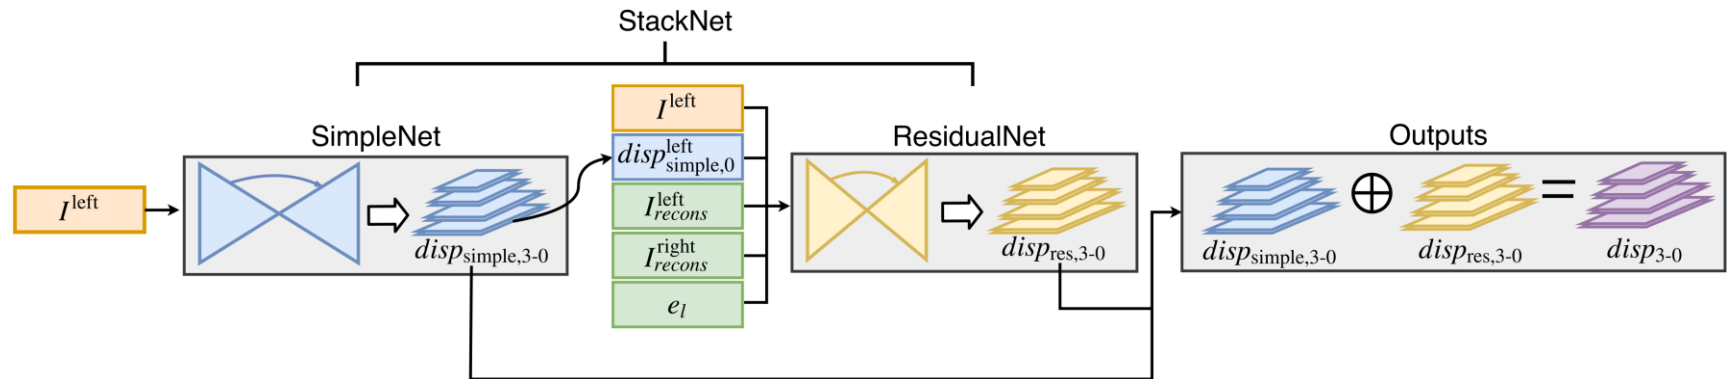 StackNet
SimpleNet
ResidualNet
Outputs
I^left
I^left
disp^left_simple,0
I^left_recons
I^right_recons
e_l
disp_simple,3-0
disp_res,3-0
⊕
=
disp_simple,3-0
disp_res,3-0
disp_3-0